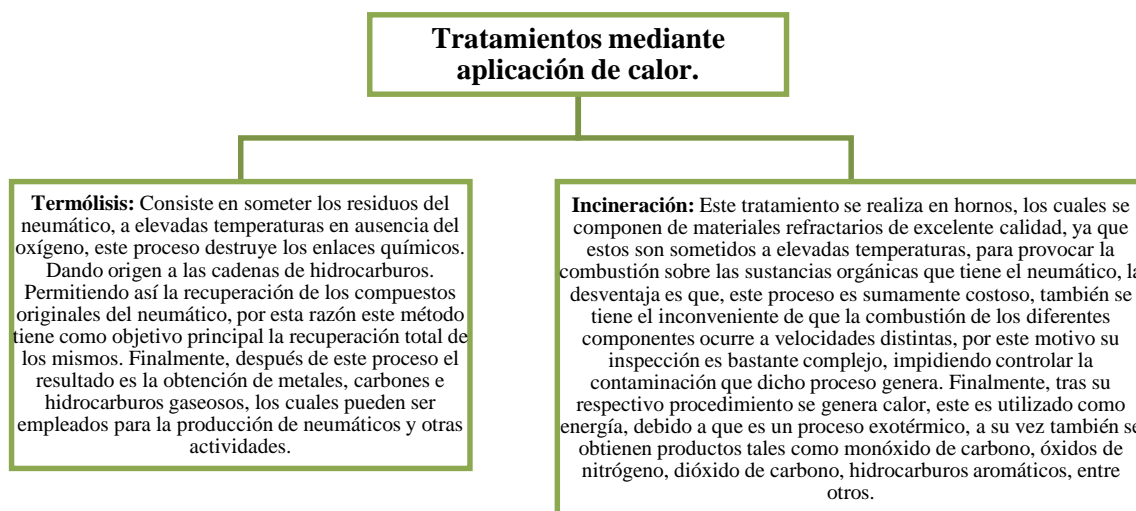 Tratamientos mediante
aplicación de calor.
Termólisis: Consiste en someter los residuos del
neumático, a elevadas temperaturas en ausencia del
oxígeno, este proceso destruye los enlaces químicos.
Dando origen a las cadenas de hidrocarburos.
Permitiendo así la recuperación de los compuestos
originales del neumático, por esta razón este método
tiene como objetivo principal la recuperación total de
los mismos. Finalmente, después de este proceso el
resultado es la obtención de metales, carbones e
hidrocarburos gaseosos, los cuales pueden ser
empleados para la producción de neumáticos y otras
actividades.
Incineración: Este tratamiento se realiza en hornos, los cuales se
componen de materiales refractarios de excelente calidad, ya que
estos son sometidos a elevadas temperaturas, para provocar la
combustión sobre las sustancias orgánicas que tiene el neumático, la
desventaja es que, este proceso es sumamente costoso, también se
tiene el inconveniente de que la combustión de los diferentes
componentes ocurre a velocidades distintas, por este motivo su
inspección es bastante complejo, impidiendo controlar la
contaminación que dicho proceso genera. Finalmente, tras su
respectivo procedimiento se genera calor, este es utilizado como
energía, debido a que es un proceso exotérmico, a su vez también se
obtienen productos tales como monóxido de carbono, óxidos de
nitrógeno, dióxido de carbono, hidrocarburos aromáticos, entre
otros.